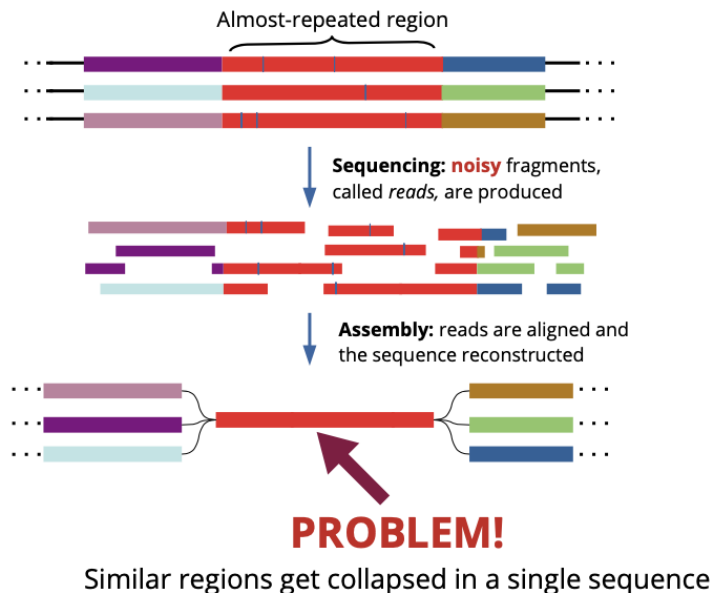 Almost-repeated region
Sequencing: noisy fragments,
called reads, are produced
Assembly: reads are aligned and
the sequence reconstructed
PROBLEM!
Similar regions get collapsed in a single sequence